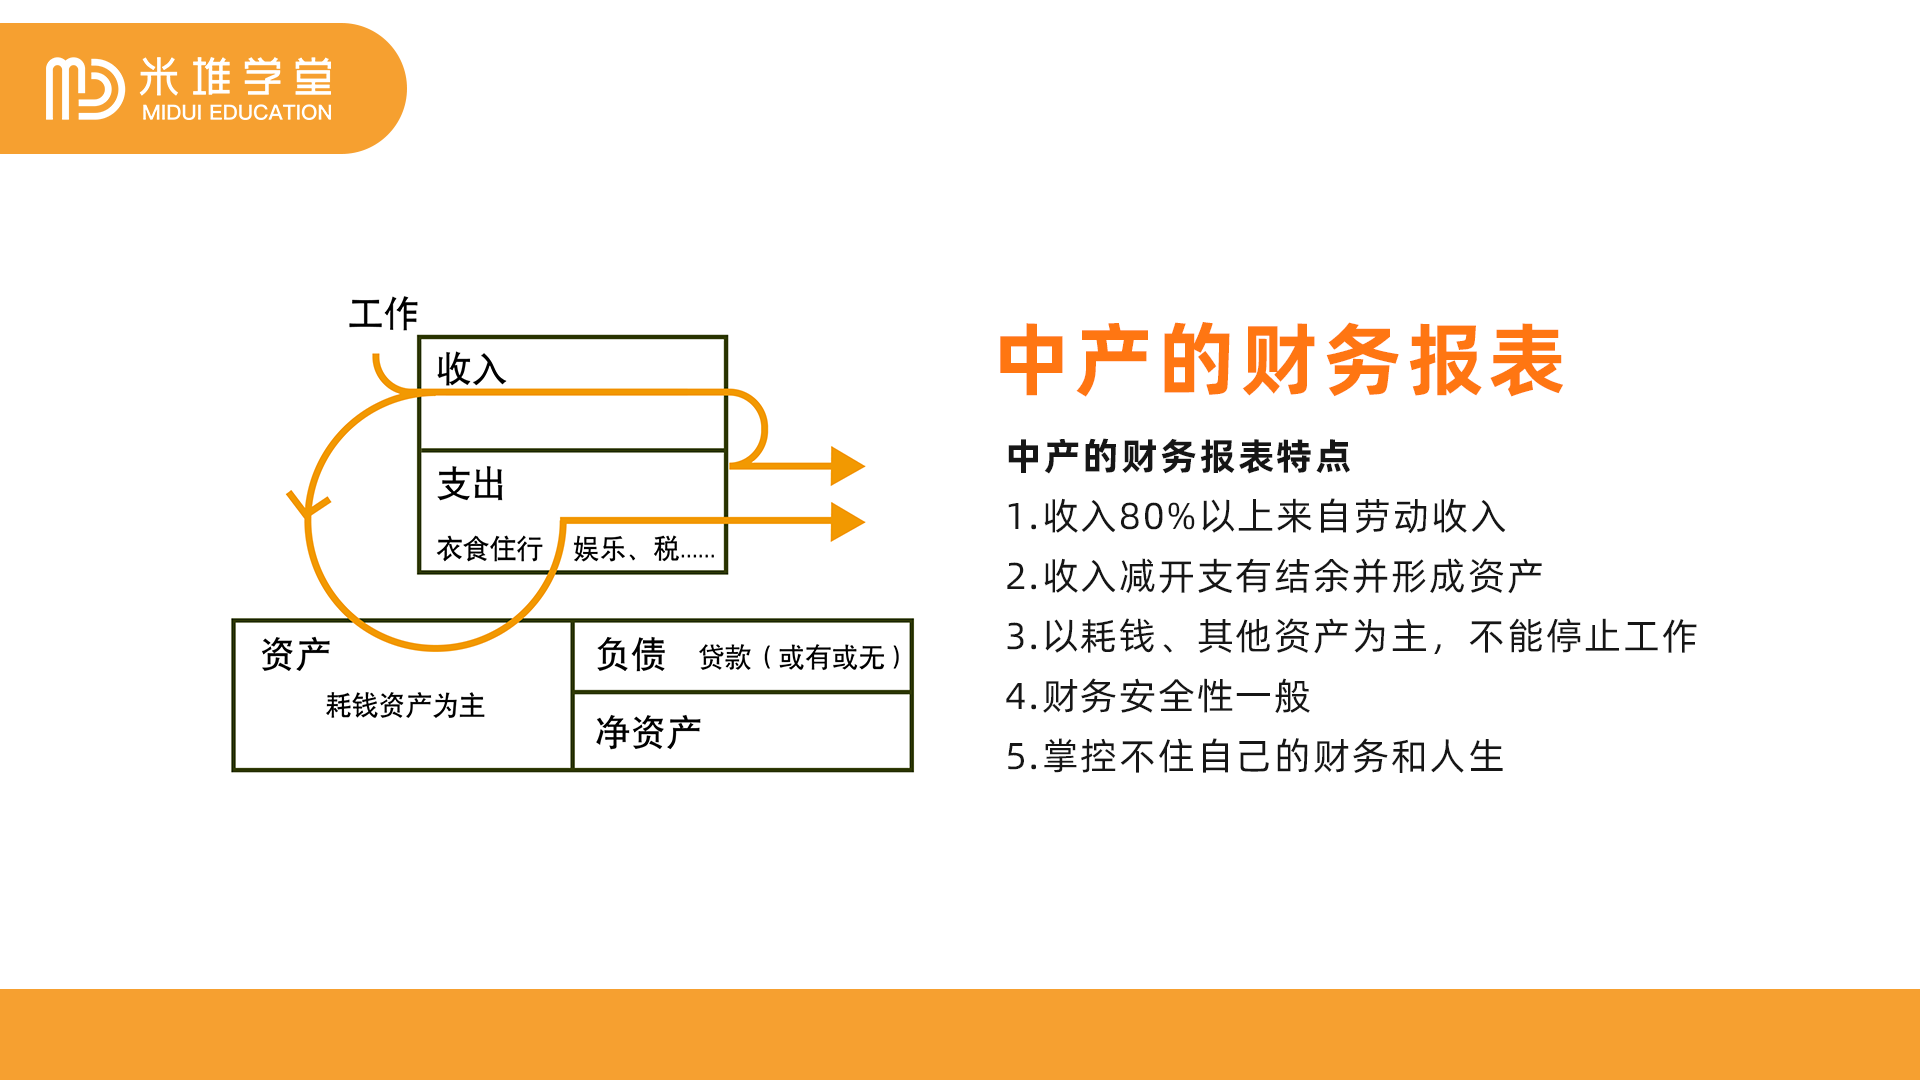 米堆学堂
MIDUI EDUCATION
工作
收入
支出
衣食住行 娱乐、税......
资产
耗钱资产为主
负债 贷款（或有或无）
净资产
中产的财务报表
中产的财务报表特点
1.收入80%以上来自劳动收入
2.收入减开支有结余并形成资产
3.以耗钱、其他资产为主，不能停止工作
4.财务安全性一般
5.掌控不住自己的财务和人生